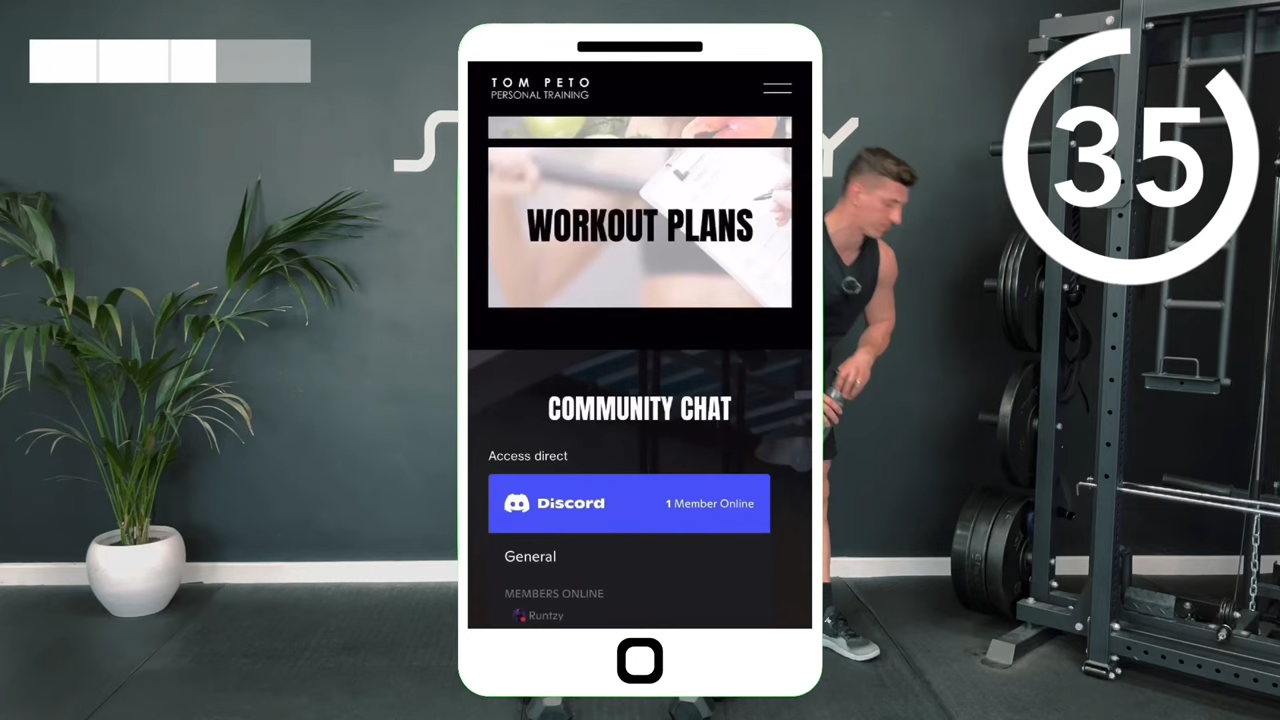 TOM PETO
PERSONAL TRAINING
35
WORKOUT PLANS
COMMUNITY CHAT
Access direct
Discord
1 Member Online
General
MEMBERS ONLINE
Runtzy